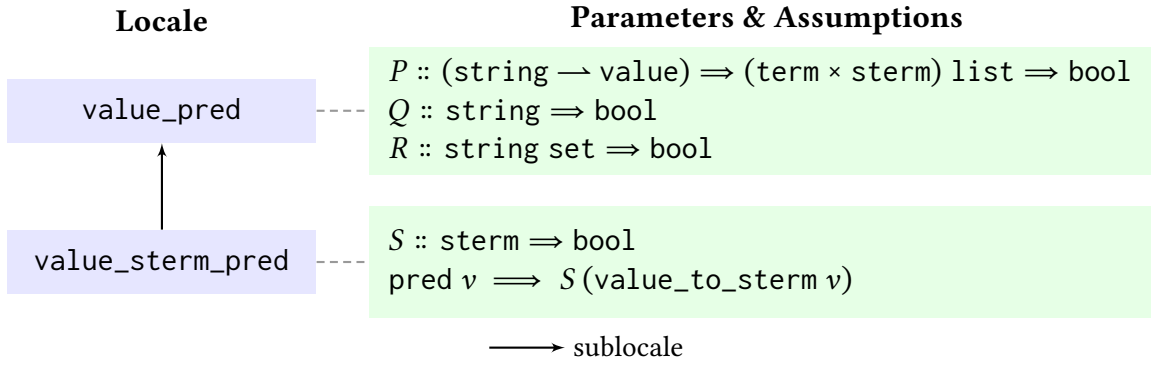 Locale
Parameters & Assumptions
value_pred
P :: (string ⇀ value) ⟹ (term × sterm) list ⟹ bool
Q :: string ⟹ bool
R :: string set ⟹ bool
value_sterm_pred
S :: sterm ⟹ bool
pred v ⟹ S (value_to_sterm v)
sublocale